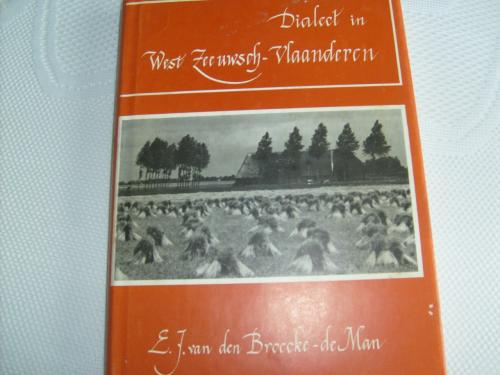 Dialect in
West Zeeuwsch-Vlaanderen
E.J. van den Broecke-de Man